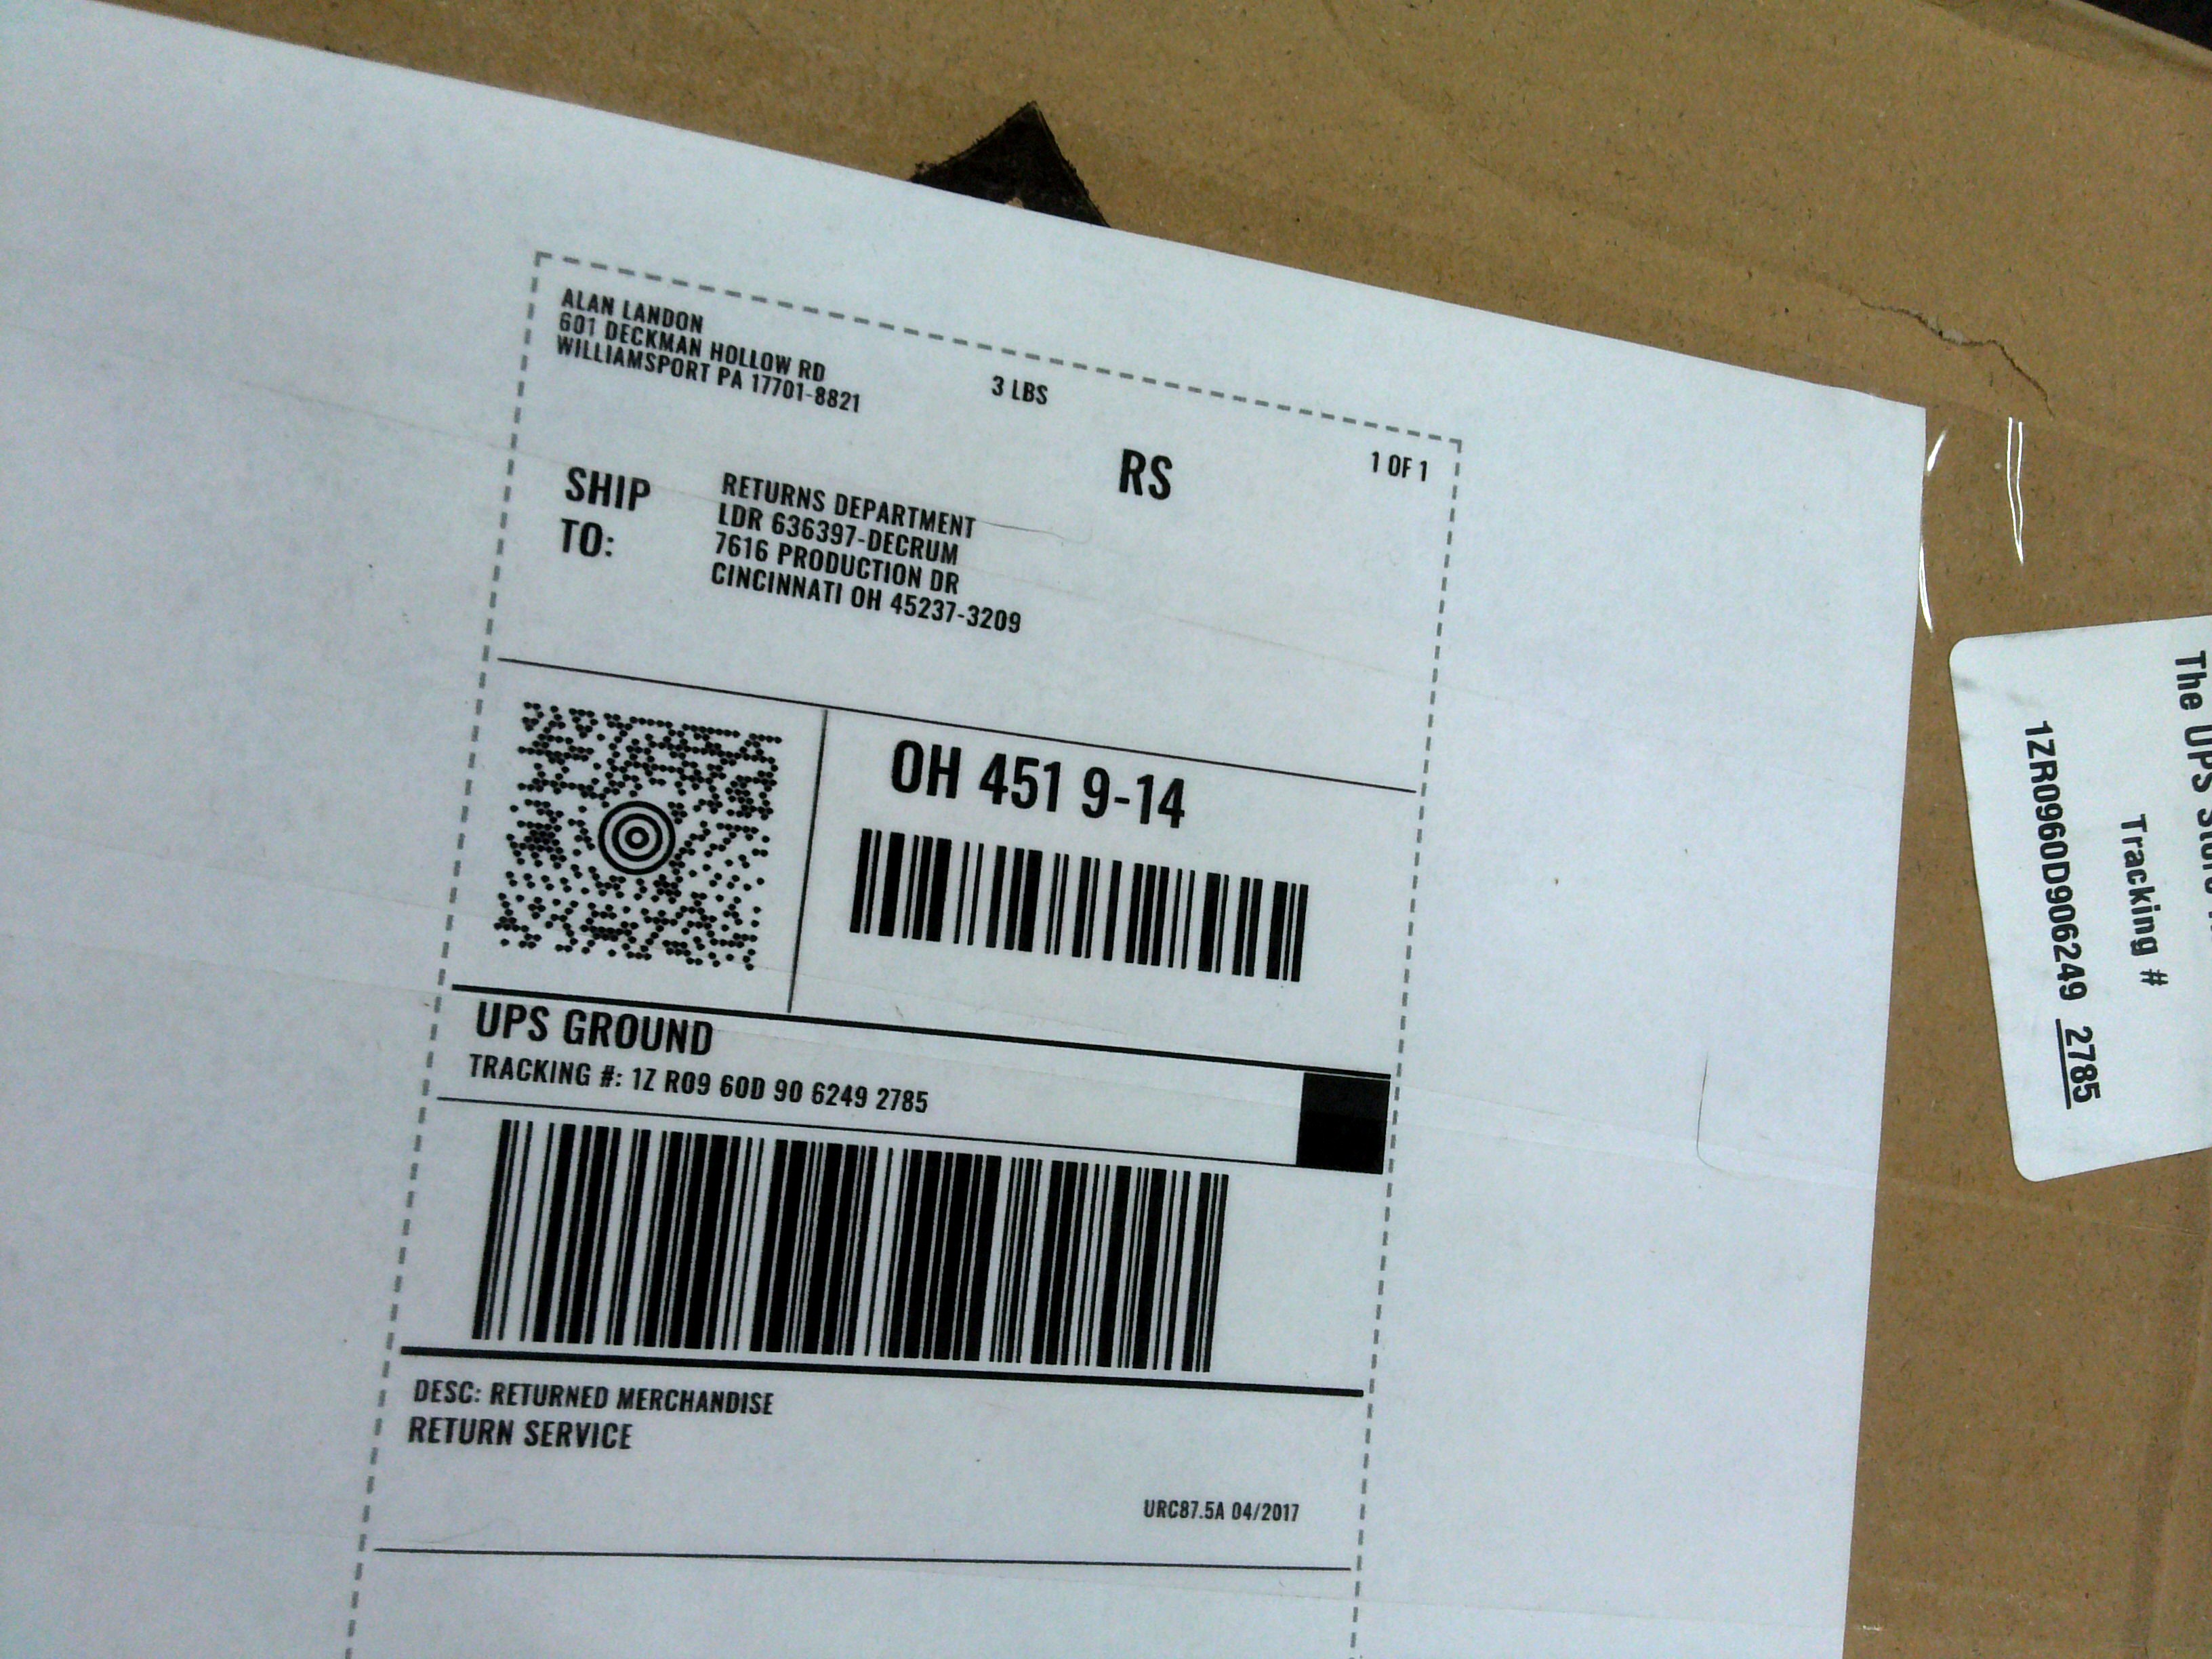 ALAN LANDON
601 DECKMAN HOLLOW RD
WILLIAMSPORT PA 17701-8821
3 LBS
1 OF 1
RS
SHIP
TO:
RETURNS DEPARTMENT
LDR 636397-DECRUM
7616 PRODUCTION DR
CINCINNATI OH 45237-3209
OH 451 9-14
UPS GROUND
TRACKING #: 1Z R09 60D 90 6249 2785
DESC: RETURNED MERCHANDISE
RETURN SERVICE
URC87.5A 04/2017
The UPS
Tracking #
1ZR0960D906249 2785